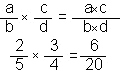 a/b × c/d = a×c/b×d
2/5 × 3/4 = 6/20